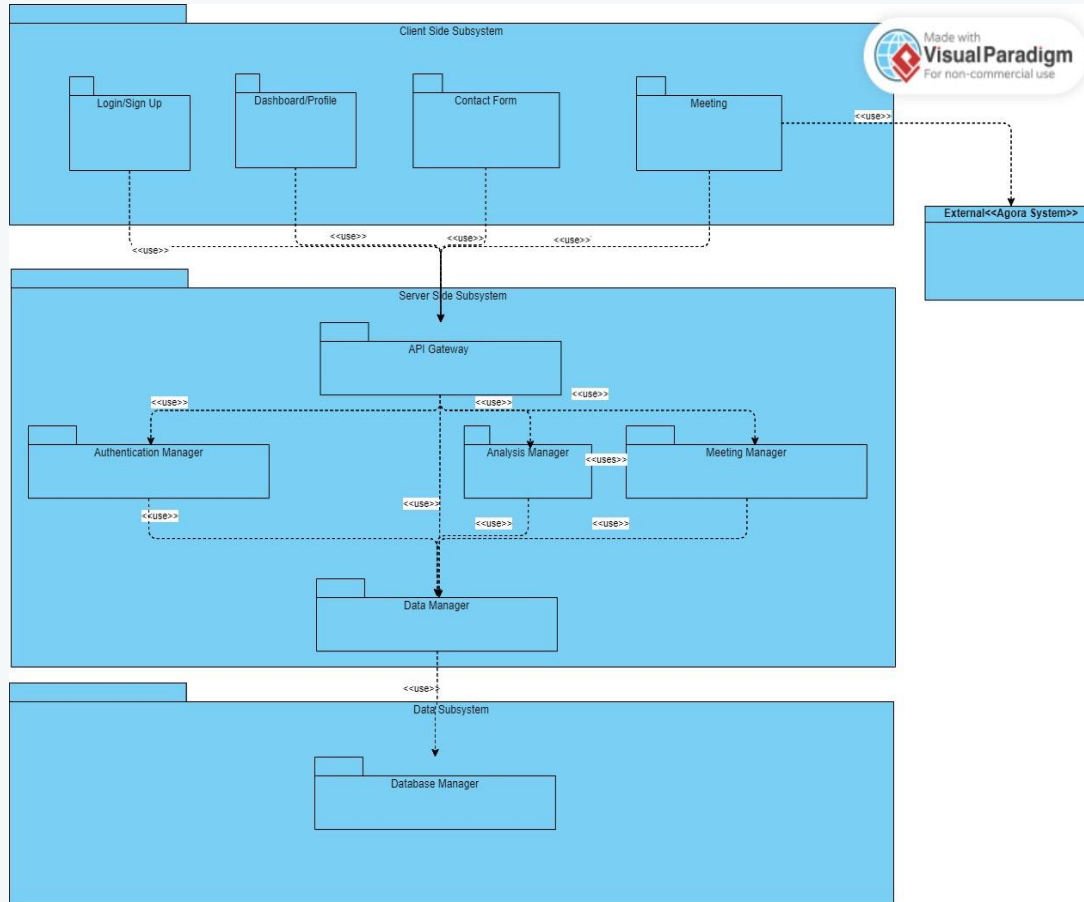 Client Side Subsystem
Made with
Visual Paradigm
For non-commercial use
Login/Sign Up
Dashboard/Profile
Contact Form
Meeting
<<use>>
External<<Agora System>>
<<use>>
<<use>>
<<use>>
<<use>>
Server Side Subsystem
API Gateway
<<use>>
<<use>>
<<use>>
Authentication Manager
Analysis Manager
<<uses>>
Meeting Manager
<<use>>
<<use>>
<<use>>
<<use>>
Data Manager
<<use>>
Data Subsystem
Database Manager